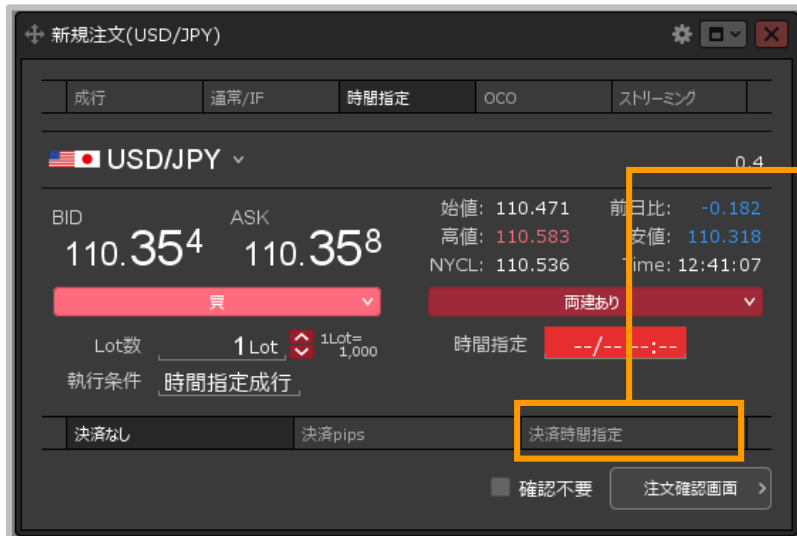 新規注文(USD/JPY)
成行 通常/IF 時間指定 OCO ストリーミング
USD/JPY 0.4
BID 110.354 ASK 110.358
始値: 110.471 前日比: -0.182
高値: 110.583 安値: 110.318
NYCL: 110.536 Time: 12:41:07
買 両建あり
Lot数 1 Lot 1Lot= 1,000 時間指定 --/-- --:--
執行条件 時間指定成行
決済なし 決済pips 決済時間指定
確認不要 注文確認画面